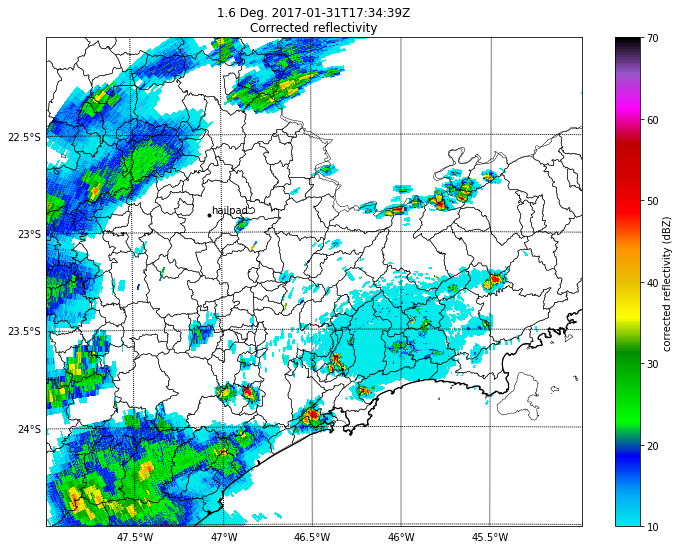 1.6 Deg. 2017-01-31T17:34:39Z
Corrected reflectivity
22.5°S
23°S
23.5°S
24°S
hailpad
47.5°W
47°W
46.5°W
46°W
45.5°W
70
60
50
40
30
20
10
corrected reflectivity (dBZ)